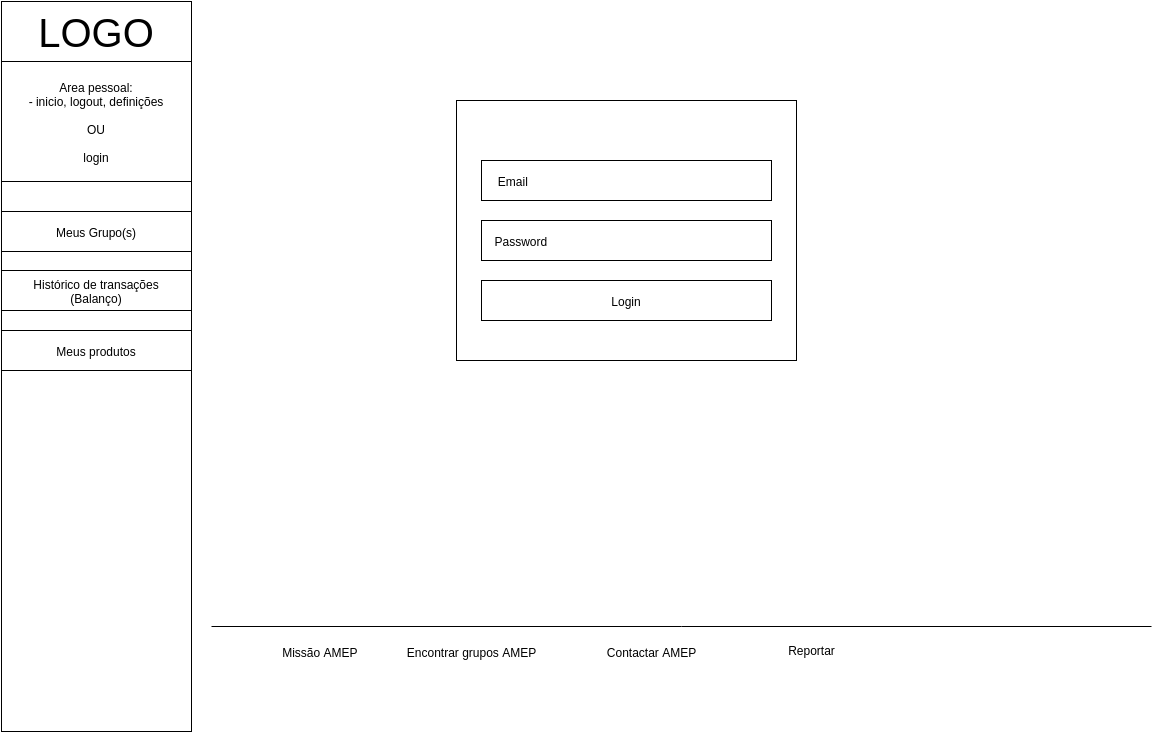 LOGO
Area pessoal:
- inicio, logout, definições
OU
login
Meus Grupo(s)
Histórico de transações
(Balanço)
Meus produtos
Email
Password
Login
Missão AMEP
Encontrar grupos AMEP
Contactar AMEP
Reportar